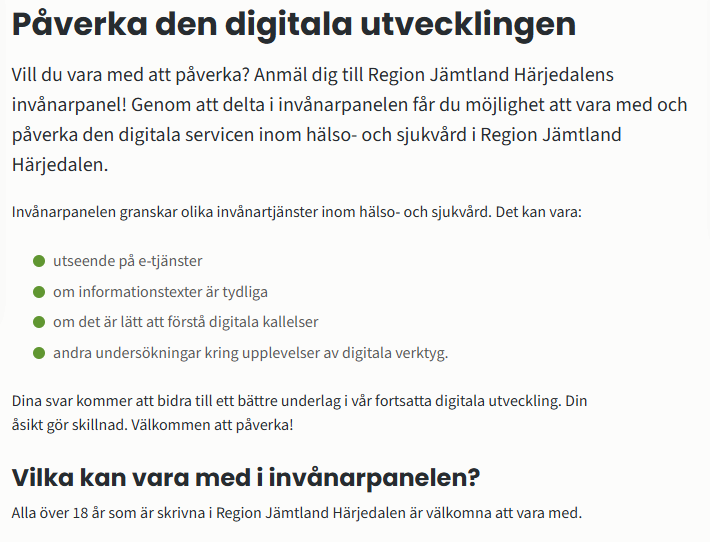 Påverka den digitala utvecklingen
Vill du vara med att påverka? Anmäl dig till Region Jämtland Härjedalens
invånarpanel! Genom att delta i invånarpanelen får du möjlighet att vara med och
påverka den digitala servicen inom hälso- och sjukvård i Region Jämtland
Härjedalen.
Invånarpanelen granskar olika invånartjänster inom hälso- och sjukvård. Det kan vara:
utseende på e-tjänster
om informationstexter är tydliga
om det är lätt att förstå digitala kallelser
andra undersökningar kring upplevelser av digitala verktyg.
Dina svar kommer att bidra till ett bättre underlag i vår fortsatta digitala utveckling. Din
åsikt gör skillnad. Välkommen att påverka!
Vilka kan vara med i invånarpanelen?
Alla över 18 år som är skrivna i Region Jämtland Härjedalen är välkomna att vara med.